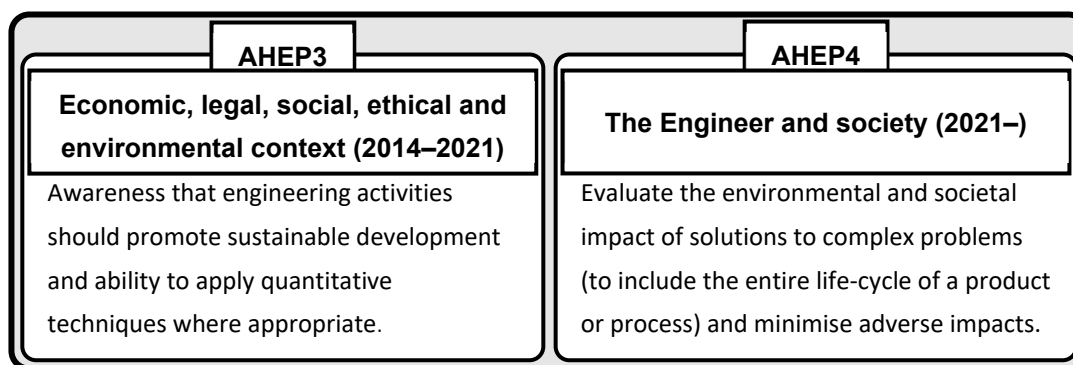 AHEP3
Economic, legal, social, ethical and
environmental context (2014–2021)
Awareness that engineering activities
should promote sustainable development
and ability to apply quantitative
techniques where appropriate.
AHEP4
The Engineer and society (2021–)
Evaluate the environmental and societal
impact of solutions to complex problems
(to include the entire life-cycle of a product
or process) and minimise adverse impacts.